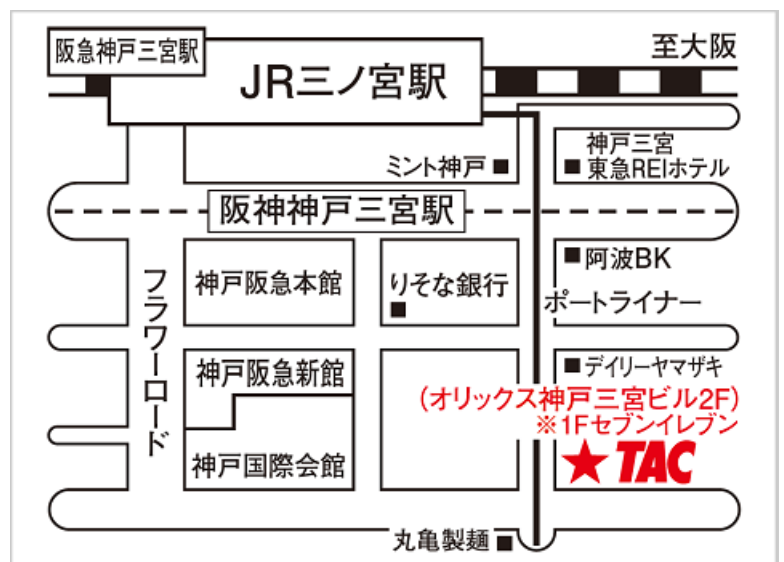 阪急神戸三宮駅
JR三ノ宮駅
至大阪
ミント神戸
神戸三宮
東急REIホテル
阪神神戸三宮駅
フラワーロード
神戸阪急本館
りそな銀行
阿波BK
ポートライナー
神戸阪急新館
デイリーヤマザキ
(オリックス神戸三宮ビル2F)
※1Fセブンイレブン
神戸国際会館
★TAC
丸亀製麺